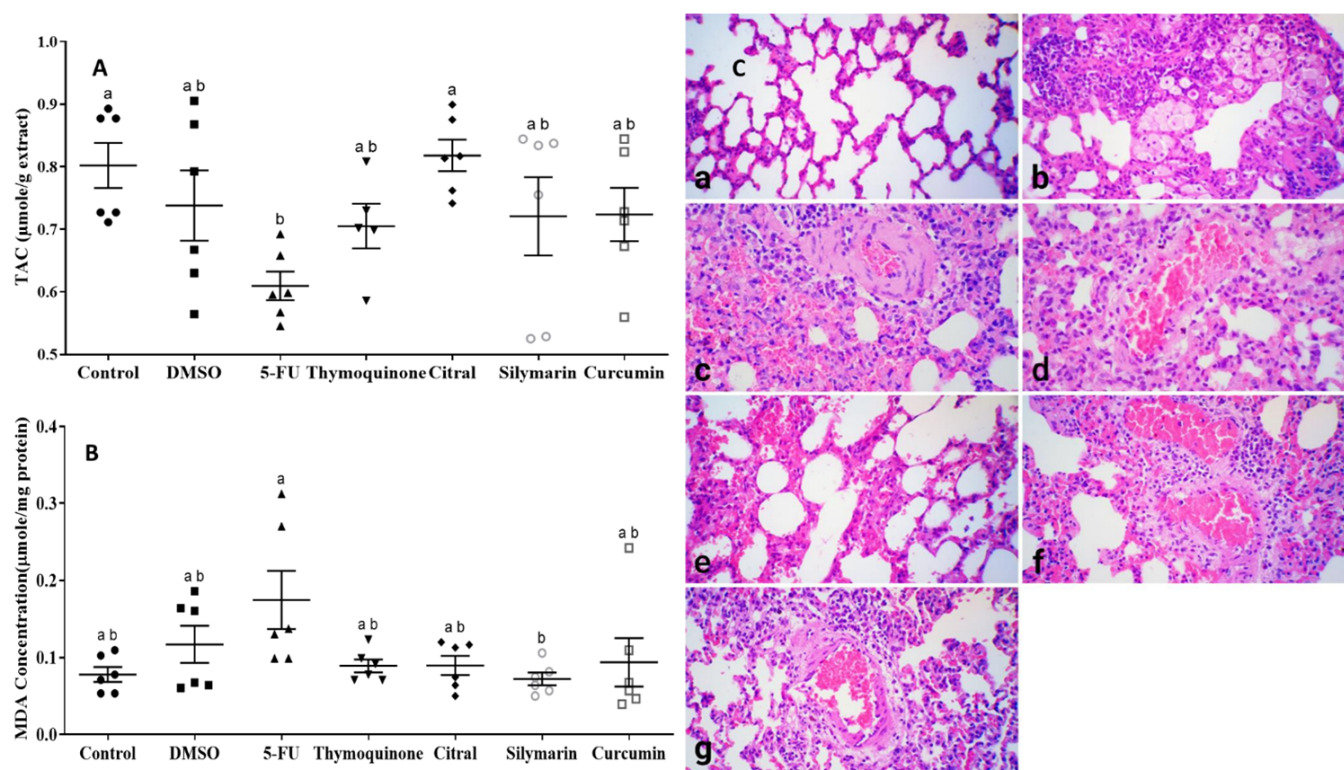 A
TAC (µmole/g extract)
1.0
0.9
0.8
0.7
0.6
0.5
a
a b
b
a b
a
a b
a b
Control DMSO 5-FU Thymoquinone Citral Silymarin Curcumin
B
MDA Concentration(µmole/mg protein)
0.4
0.3
0.2
0.1
0.0
a b
a b
a
a b
a b
b
a b
Control DMSO 5-FU Thymoquinone Citral Silymarin Curcumin
C
a
b
c
d
e
f
g